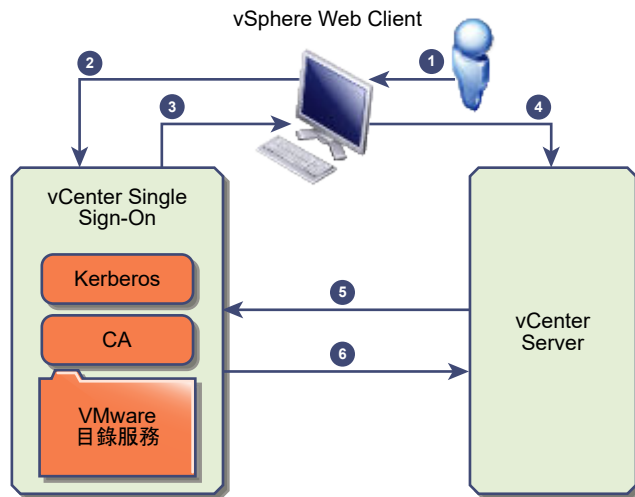 vSphere Web Client
1
2
3
4
vCenter Single
Sign-On
Kerberos
CA
VMware
目錄服務
5
6
vCenter
Server